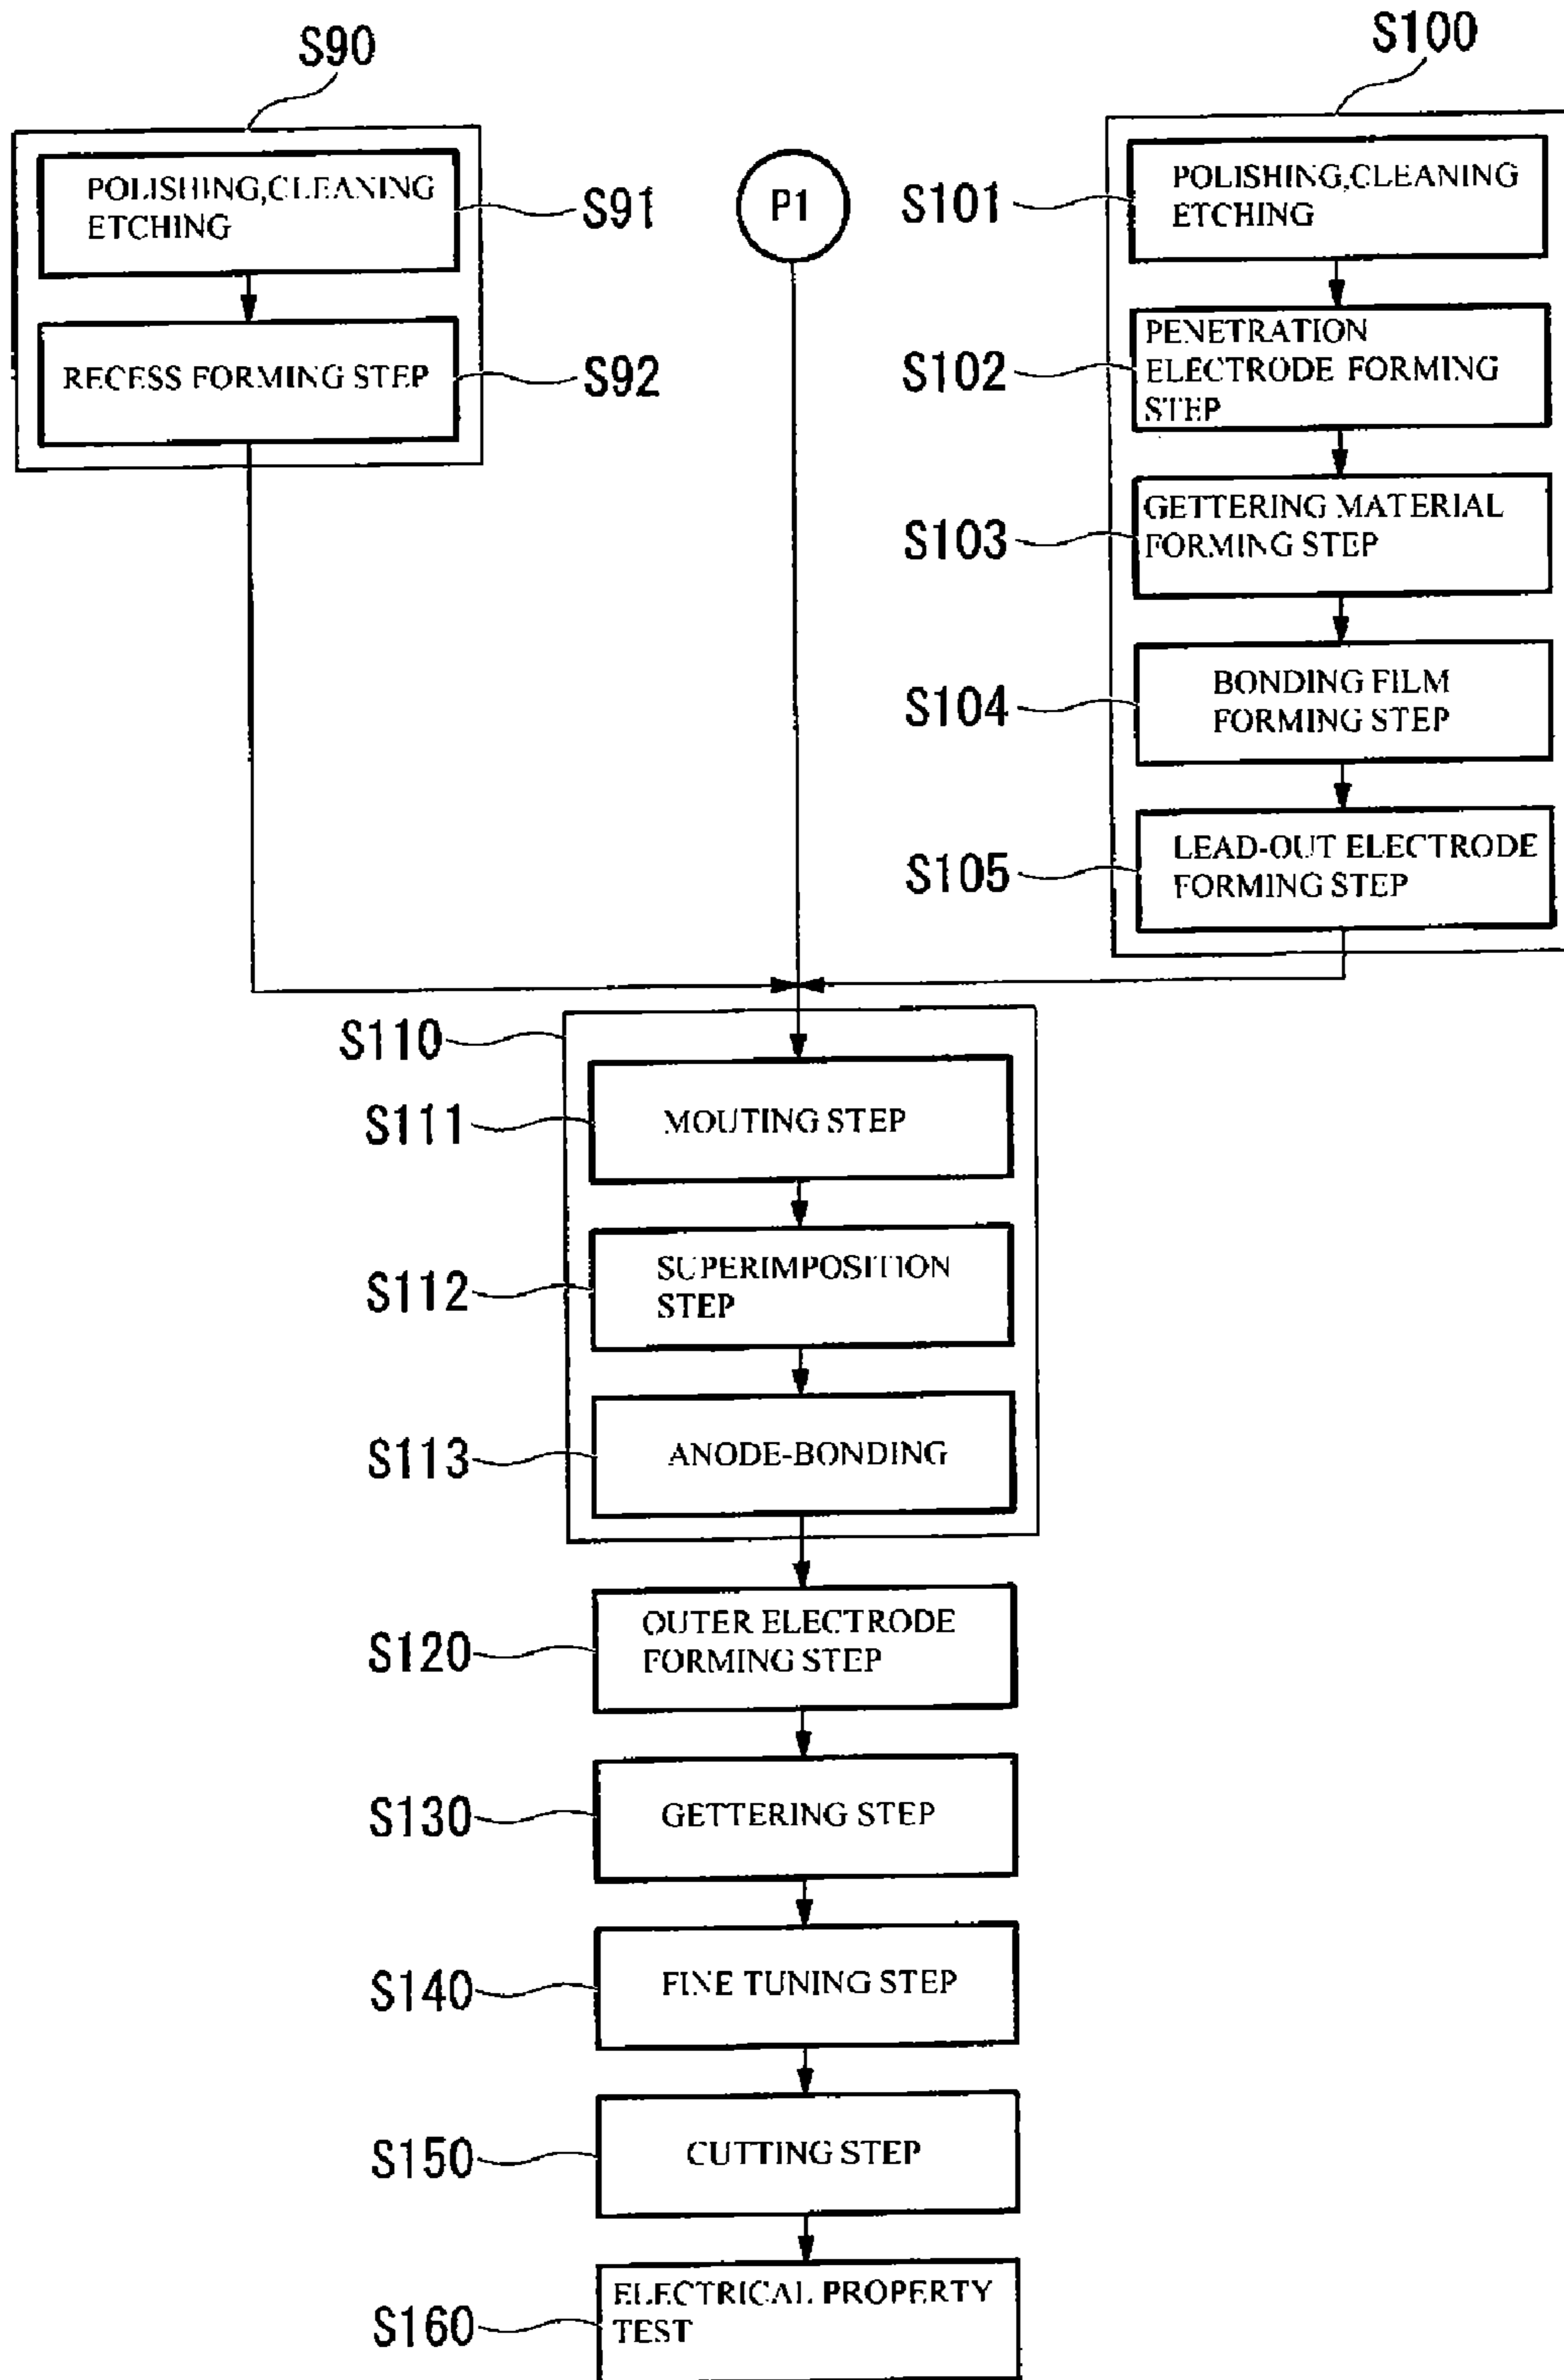 S90
POLISHING,CLEANING
ETCHING
S91
RECESS FORMING STEP
S92
P1
S100
POLISHING,CLEANING
ETCHING
S101
PENETRATION
ELECTRODE FORMING
STEP
S102
GETTERING MATERIAL
FORMING STEP
S103
BONDING FILM
FORMING STEP
S104
LEAD-OUT ELECTRODE
FORMING STEP
S105
S110
MOUTING STEP
S111
SUPERIMPOSITION
STEP
S112
ANODE-BONDING
S113
OUTER ELECTRODE
FORMING STEP
S120
GETTERING STEP
S130
FINE TUNING STEP
S140
CUTTING STEP
S150
ELECTRICAL PROPERTY
TEST
S160